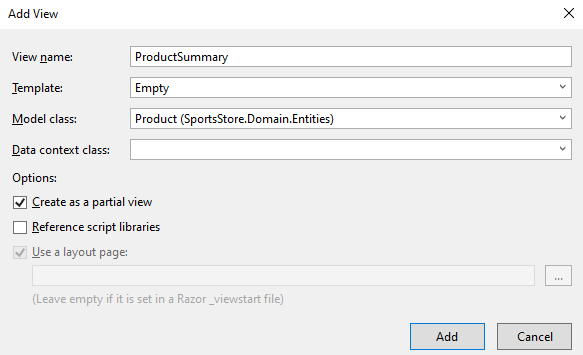 Add View
View name: ProductSummary
Template: Empty
Model class: Product (SportsStore.Domain.Entities)
Data context class:
Options:
Create as a partial view
Reference script libraries
Use a layout page:
...
(Leave empty if it is set in a Razor _viewstart file)
Add Cancel